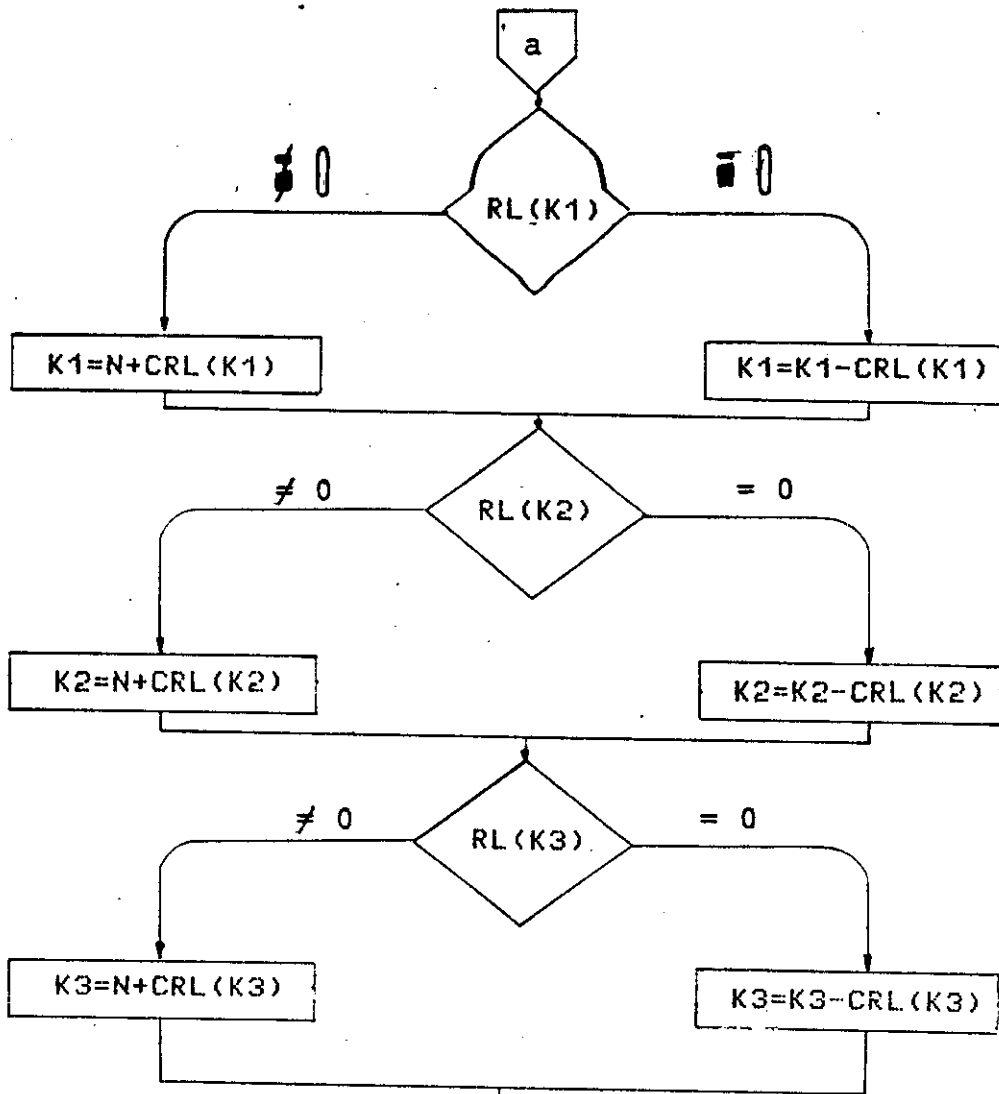 a
≠ 0
= 0
RL(K1)
K1=N+CRL(K1)
K1=K1-CRL(K1)
≠ 0
= 0
RL(K2)
K2=N+CRL(K2)
K2=K2-CRL(K2)
≠ 0
= 0
RL(K3)
K3=N+CRL(K3)
K3=K3-CRL(K3)